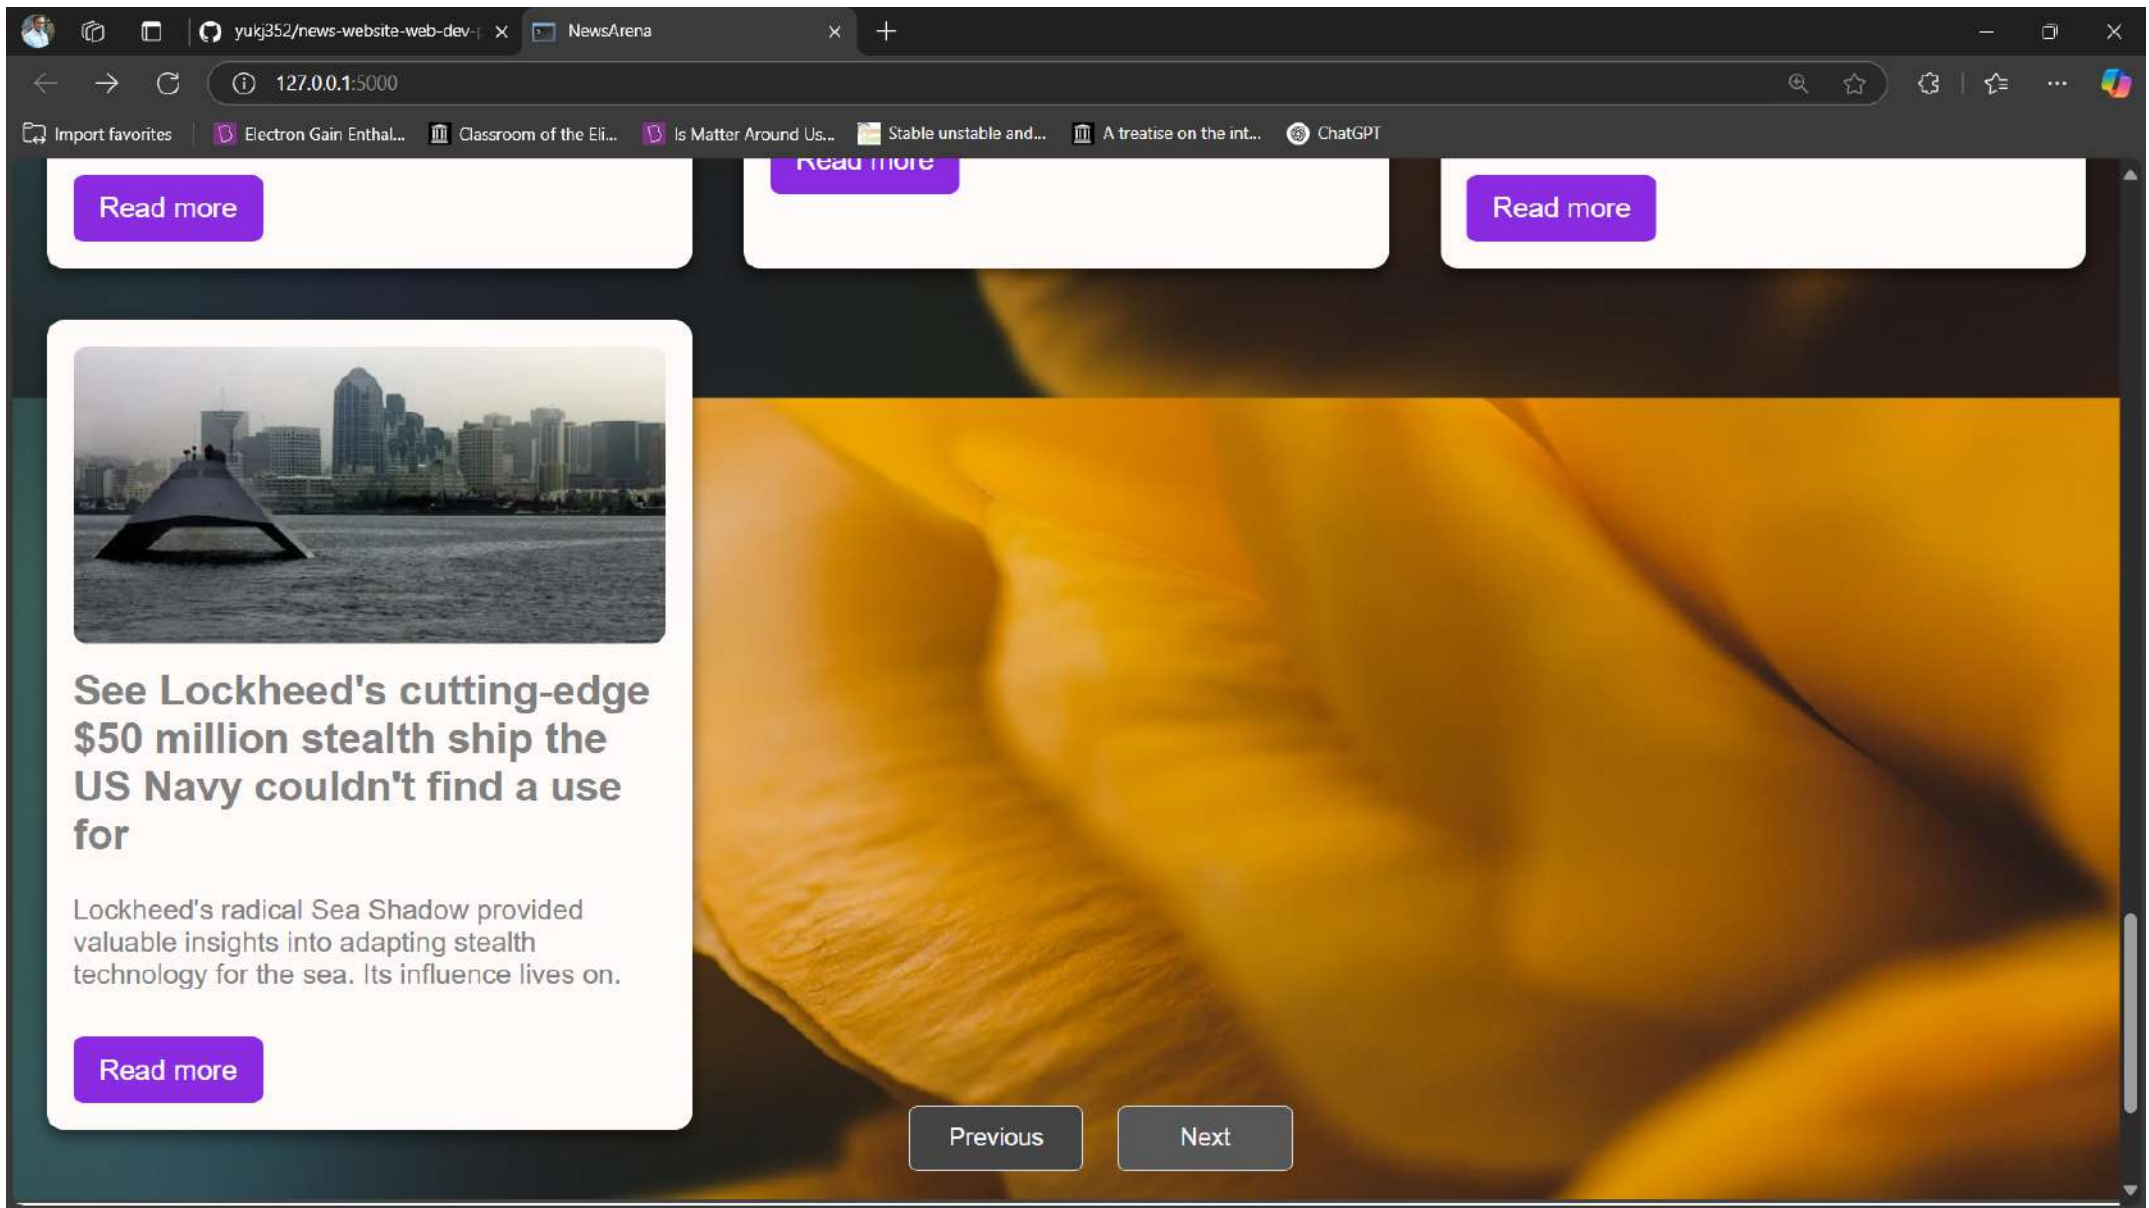 yukj352/news-website-web-dev-p
NewsArena
127.0.0.1:5000
Import favorites
Electron Gain Enthal...
Classroom of the Eli...
Is Matter Around Us...
Stable unstable and...
A treatise on the int...
ChatGPT
Read more
Read more
Read more
See Lockheed's cutting-edge
$50 million stealth ship the
US Navy couldn't find a use
for
Lockheed's radical Sea Shadow provided
valuable insights into adapting stealth
technology for the sea. Its influence lives on.
Read more
Previous
Next